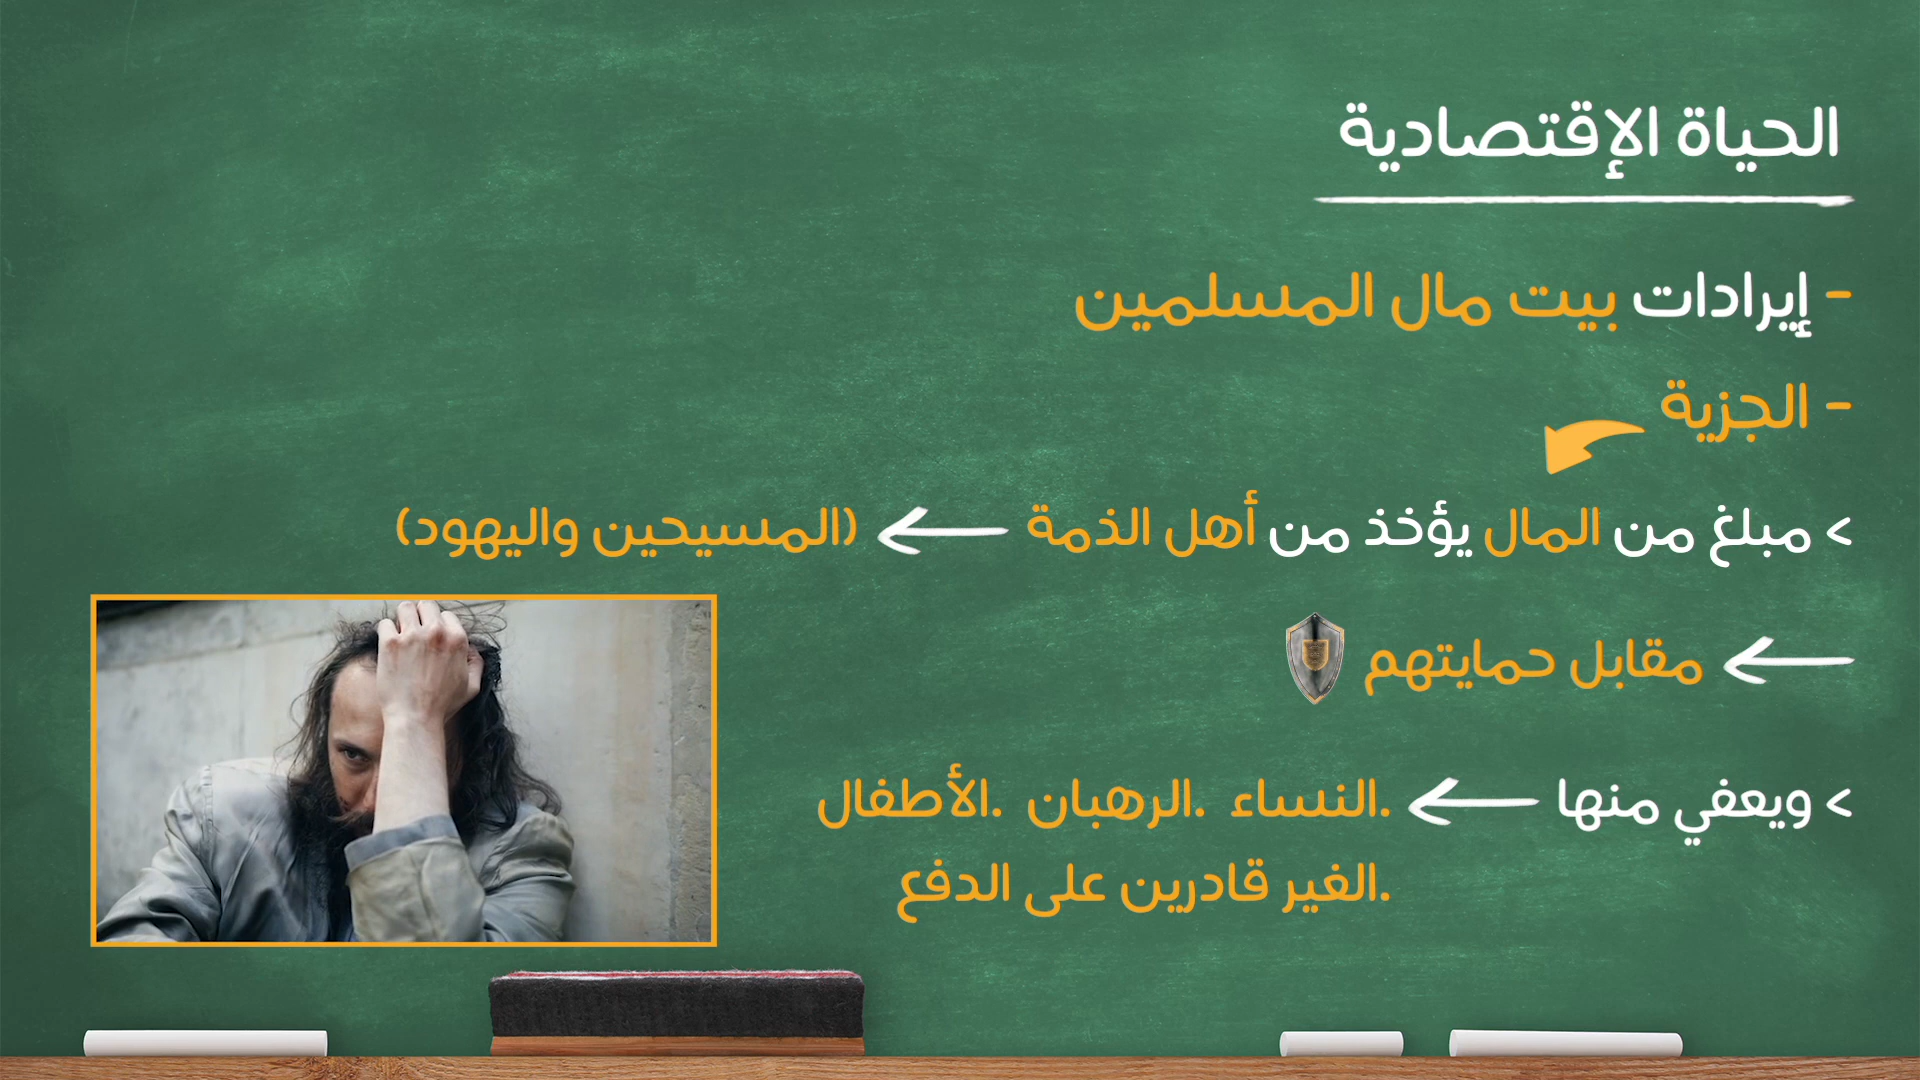 الحياة الإقتصادية
- إيرادات بيت مال المسلمين
- الجزية
> مبلغ من المال يؤخذ من أهل الذمة ← (المسيحين واليهود)
← مقابل حمايتهم
> ويعفي منها ← .النساء .الرهبان .الأطفال
.الغير قادرين على الدفع